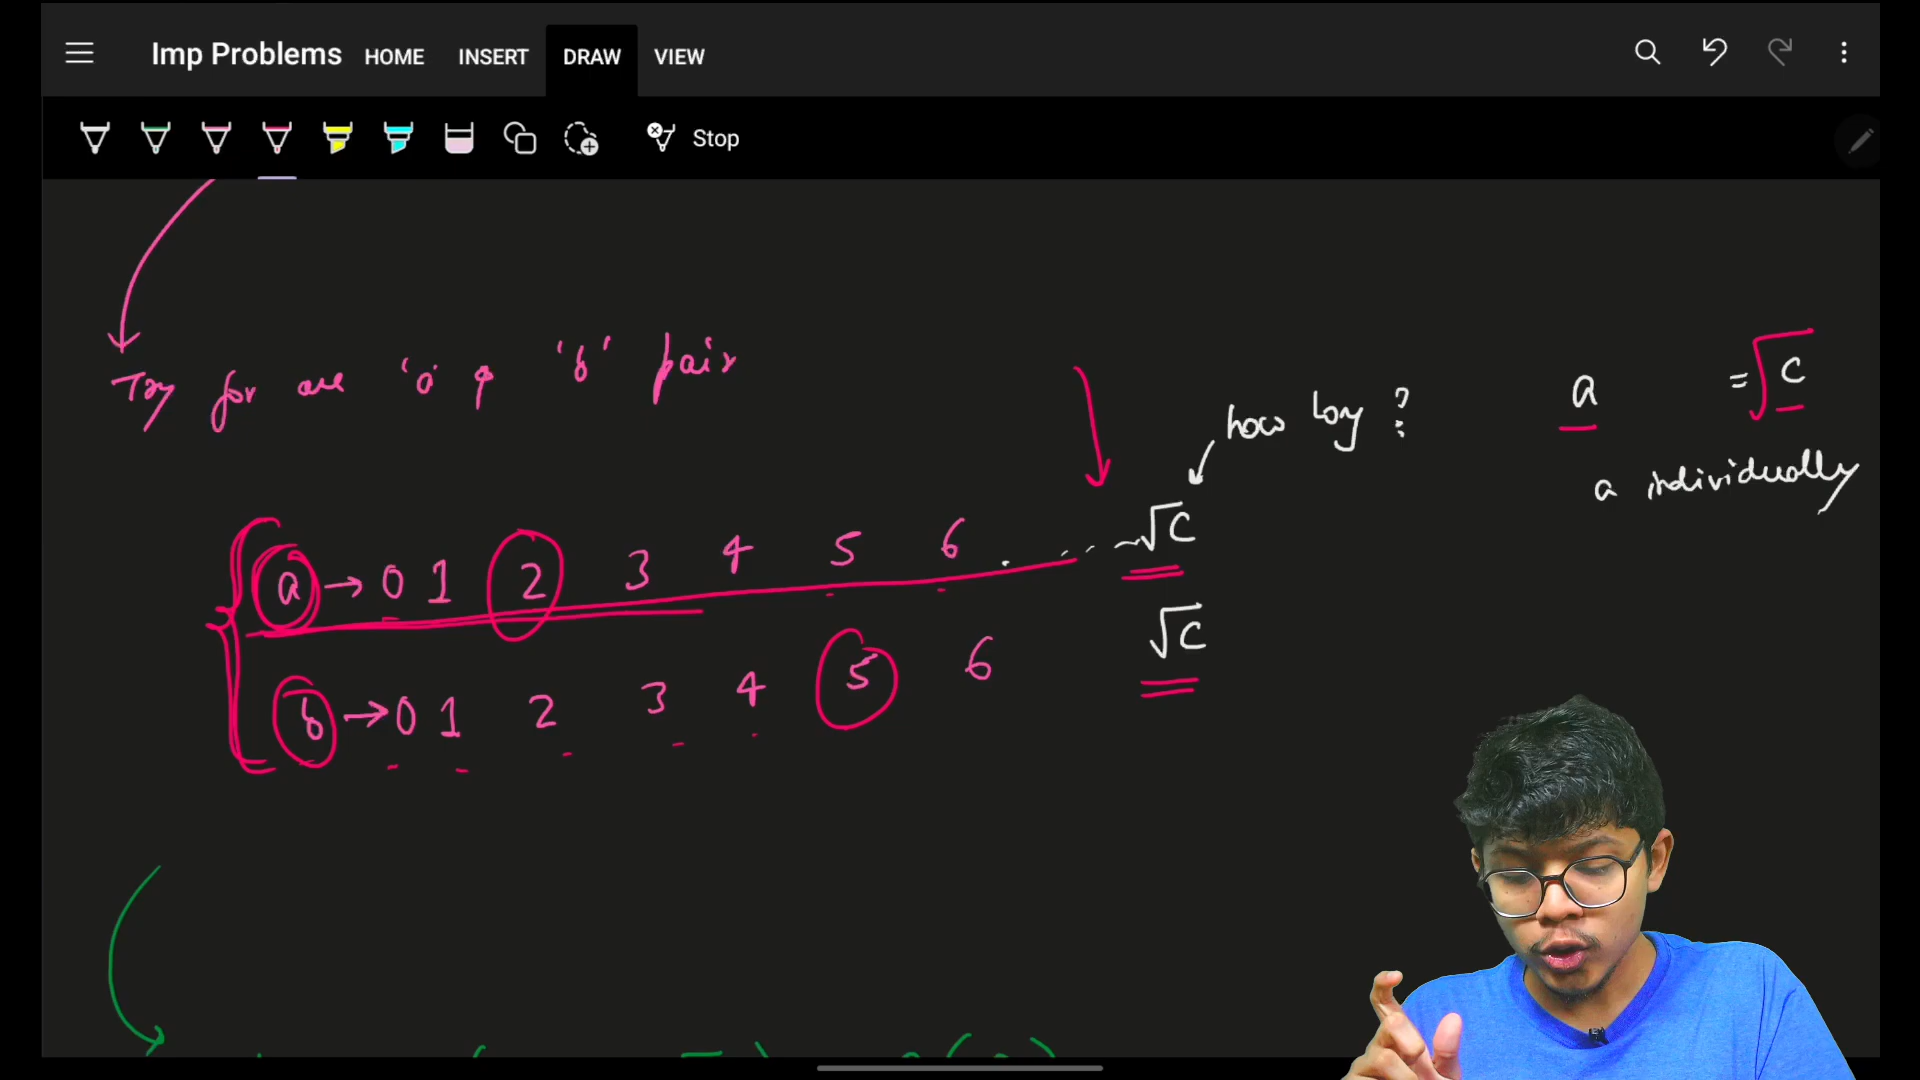 Imp Problems HOME INSERT DRAW VIEW
Stop
Try for all 'a' & 'b' pair
how long ?
a = √c
a individually
a → 0 1 2 3 4 5 6 . . . √c
b → 0 1 2 3 4 5 6 √c